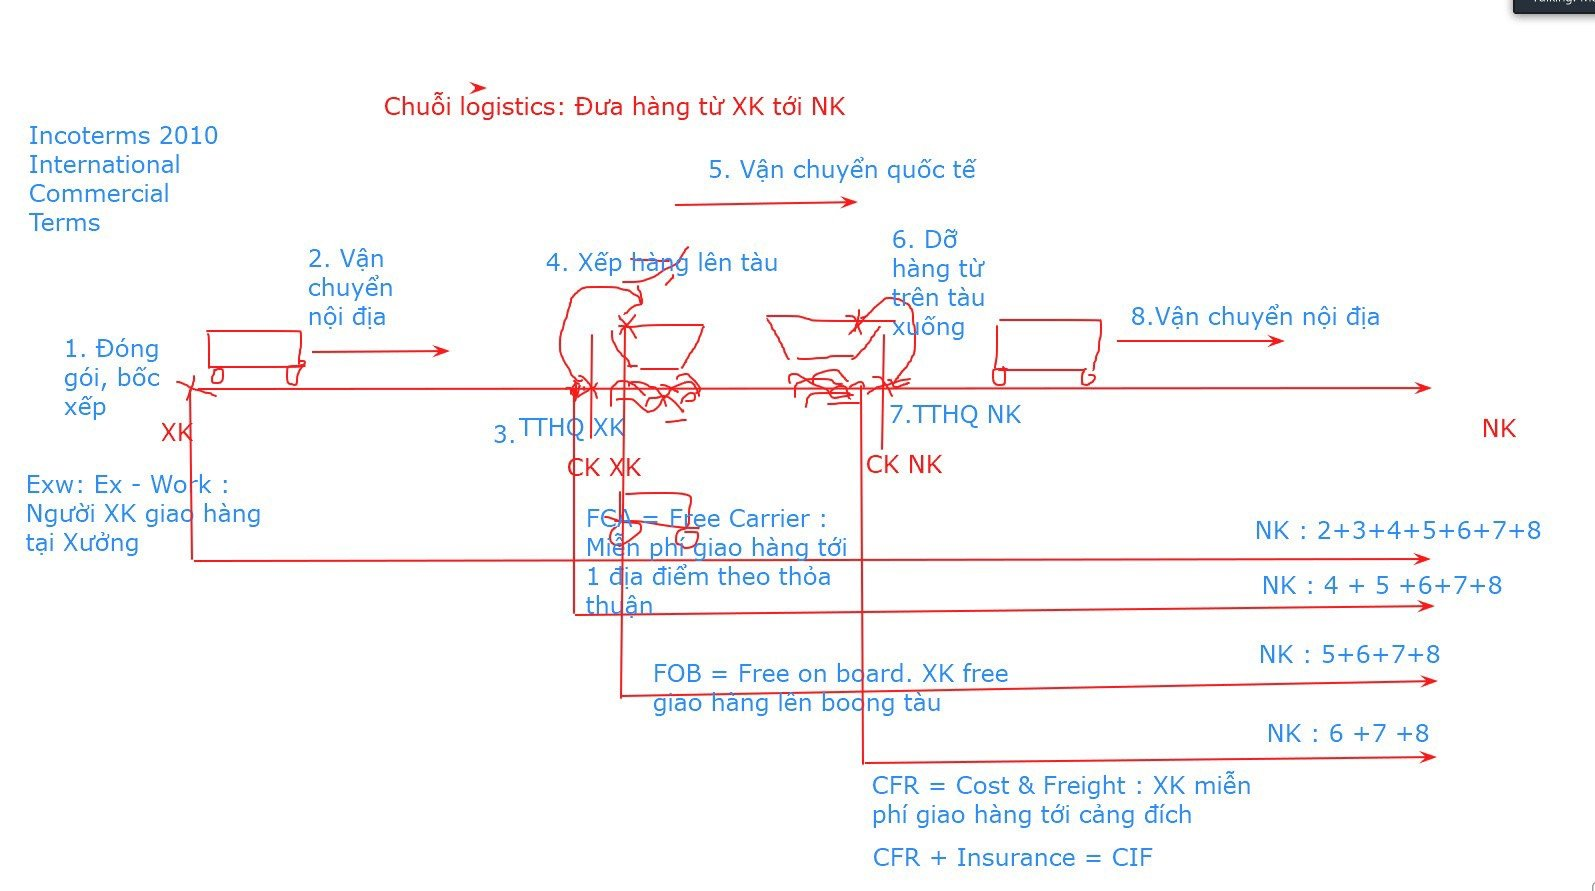 Chuỗi logistics: Đưa hàng từ XK tới NK
Incoterms 2010
International
Commercial
Terms
5. Vận chuyển quốc tế
2. Vận
chuyển
nội địa
4. Xếp hàng lên tàu
6. Dỡ
hàng từ
trên tàu
xuống
8.Vận chuyển nội địa
1. Đóng
gói, bốc
xếp
XK
3. TTHQ XK
7.TTHQ NK
NK
CK XK
CK NK
Exw: Ex - Work :
Người XK giao hàng
tại Xưởng
FCA = Free Carrier :
Miễn phí giao hàng tới
1 địa điểm theo thỏa
thuận
NK : 2+3+4+5+6+7+8
NK : 4 + 5 +6+7+8
FOB = Free on board. XK free
giao hàng lên boong tàu
NK : 5+6+7+8
NK : 6 +7 +8
CFR = Cost & Freight : XK miễn
phí giao hàng tới cảng đích
CFR + Insurance = CIF